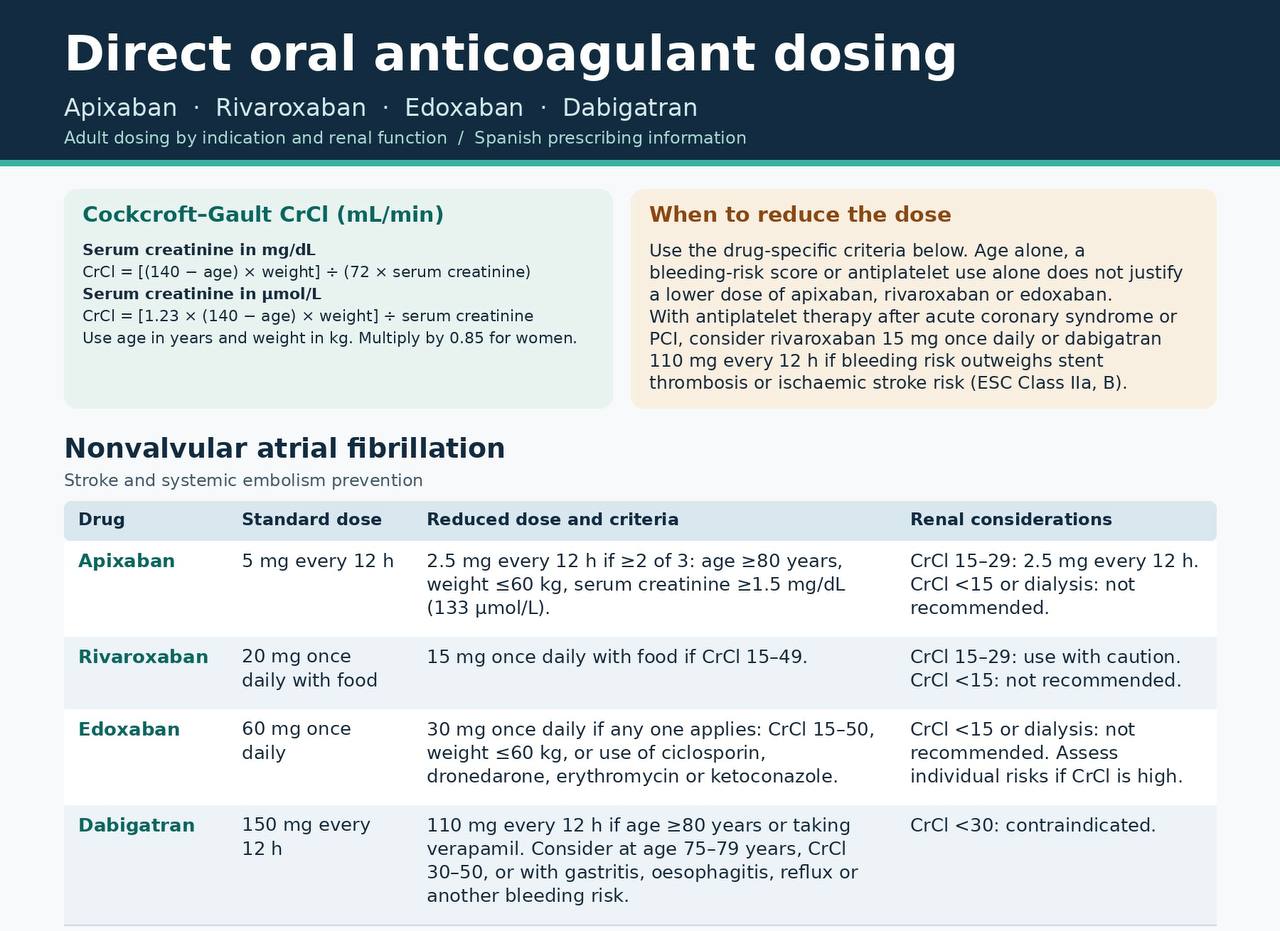 Direct oral anticoagulant dosing
Apixaban · Rivaroxaban · Edoxaban · Dabigatran
Adult dosing by indication and renal function / Spanish prescribing information
Cockcroft–Gault CrCl (mL/min)
Serum creatinine in mg/dL
CrCl = [(140 − age) × weight] ÷ (72 × serum creatinine)
Serum creatinine in µmol/L
CrCl = [1.23 × (140 − age) × weight] ÷ serum creatinine
Use age in years and weight in kg. Multiply by 0.85 for women.
When to reduce the dose
Use the drug-specific criteria below. Age alone, a
bleeding-risk score or antiplatelet use alone does not justify
a lower dose of apixaban, rivaroxaban or edoxaban.
With antiplatelet therapy after acute coronary syndrome or
PCI, consider rivaroxaban 15 mg once daily or dabigatran
110 mg every 12 h if bleeding risk outweighs stent
thrombosis or ischaemic stroke risk (ESC Class IIa, B).
Nonvalvular atrial fibrillation
Stroke and systemic embolism prevention
Drug
Standard dose
Reduced dose and criteria
Renal considerations
Apixaban
5 mg every 12 h
2.5 mg every 12 h if ≥2 of 3: age ≥80 years,
weight ≤60 kg, serum creatinine ≥1.5 mg/dL
(133 µmol/L).
CrCl 15–29: 2.5 mg every 12 h.
CrCl <15 or dialysis: not
recommended.
Rivaroxaban
20 mg once
daily with food
15 mg once daily with food if CrCl 15–49.
CrCl 15–29: use with caution.
CrCl <15: not recommended.
Edoxaban
60 mg once
daily
30 mg once daily if any one applies: CrCl 15–50,
weight ≤60 kg, or use of ciclosporin,
dronedarone, erythromycin or ketoconazole.
CrCl <15 or dialysis: not
recommended. Assess
individual risks if CrCl is high.
Dabigatran
150 mg every
12 h
110 mg every 12 h if age ≥80 years or taking
verapamil. Consider at age 75–79 years, CrCl
30–50, or with gastritis, oesophagitis, reflux or
another bleeding risk.
CrCl <30: contraindicated.